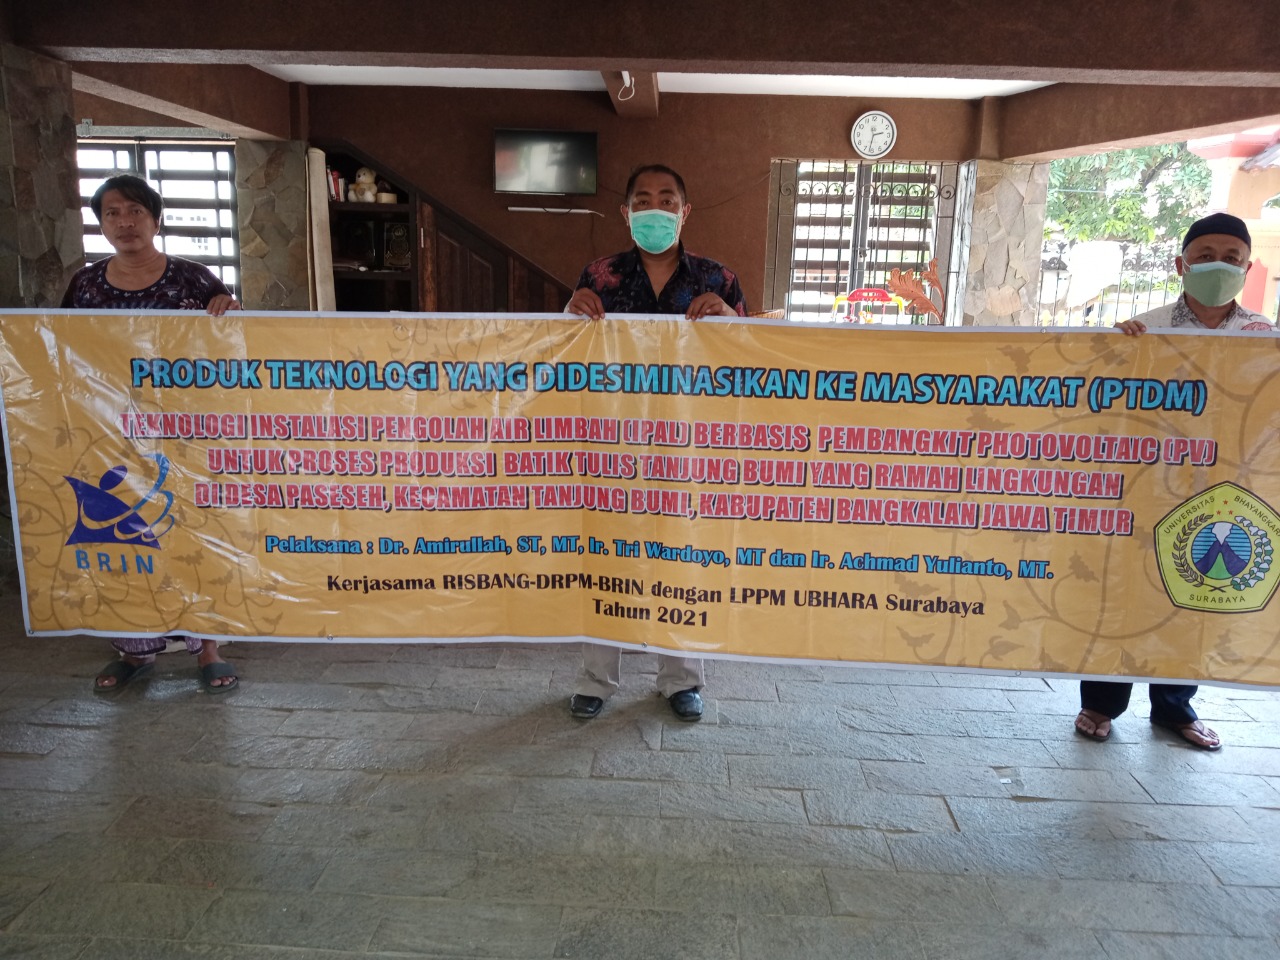 PRODUK TEKNOLOGI YANG DIDESIMINASIKAN KE MASYARAKAT (PTDM)
TEKNOLOGI INSTALASI PENGOLAH AIR LIMBAH (IPAL) BERBASIS PEMBANGKIT PHOTOVOLTAIC (PV)
UNTUK PROSES PRODUKSI BATIK TULIS TANJUNG BUMI YANG RAMAH LINGKUNGAN
DI DESA PASESEH, KECAMATAN TANJUNG BUMI, KABUPATEN BANGKALAN JAWA TIMUR
Pelaksana : Dr. Amirullah, ST, MT, Ir. Tri Wardoyo, MT dan Ir. Achmad Yulianto, MT.
Kerjasama RISBANG-DRPM-BRIN dengan LPPM UBHARA Surabaya
Tahun 2021
BRIN
UNIVERSITAS BHAYANGKARA
SURABAYA